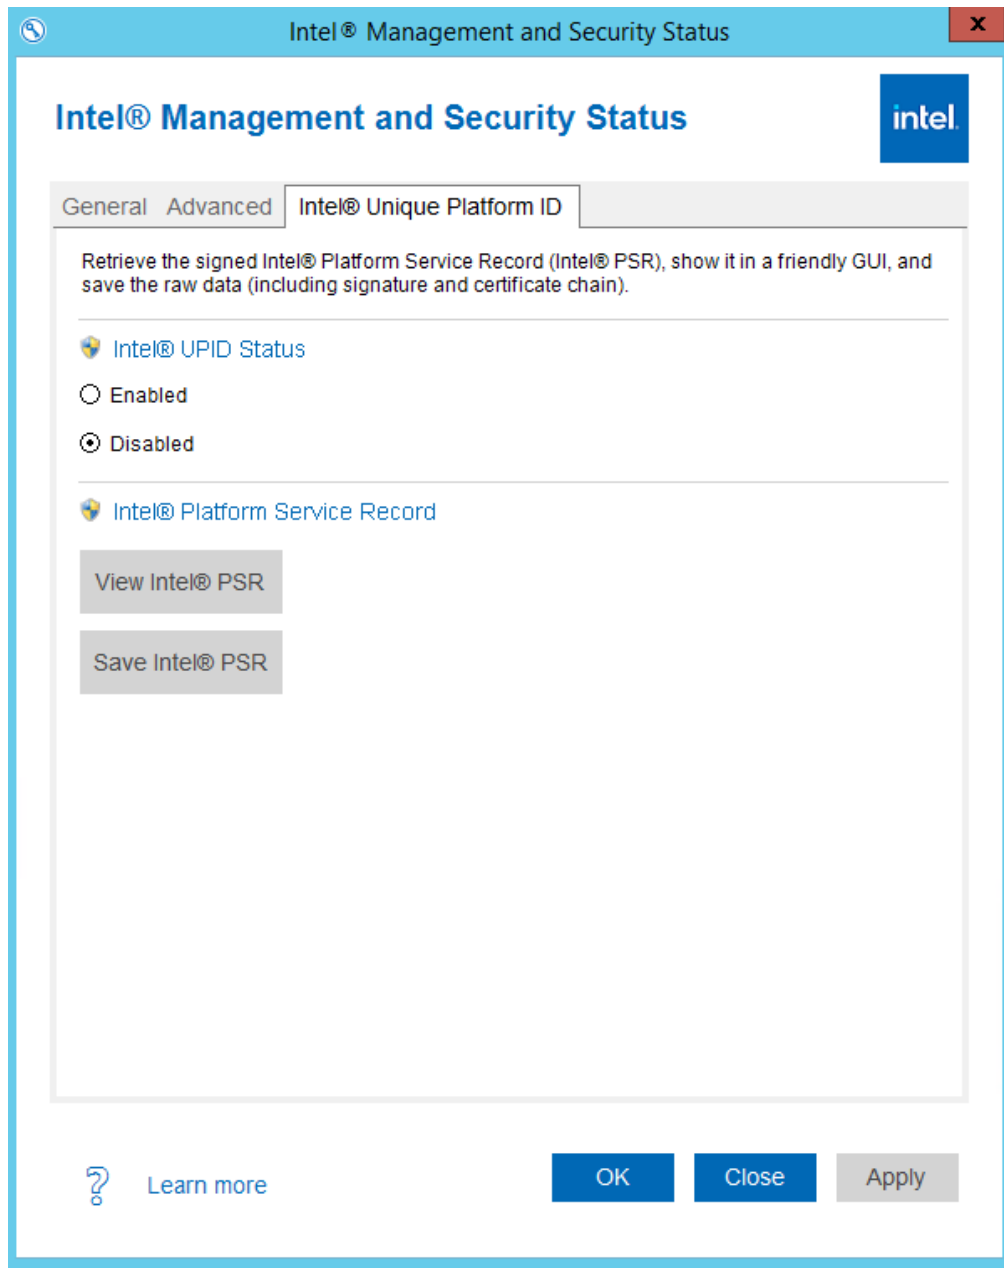 Intel® Management and Security Status
x
Intel® Management and Security Status
intel.
General Advanced Intel® Unique Platform ID
Retrieve the signed Intel® Platform Service Record (Intel® PSR), show it in a friendly GUI, and
save the raw data (including signature and certificate chain).
Intel® UPID Status
Enabled
Disabled
Intel® Platform Service Record
View Intel® PSR
Save Intel® PSR
? Learn more OK Close Apply